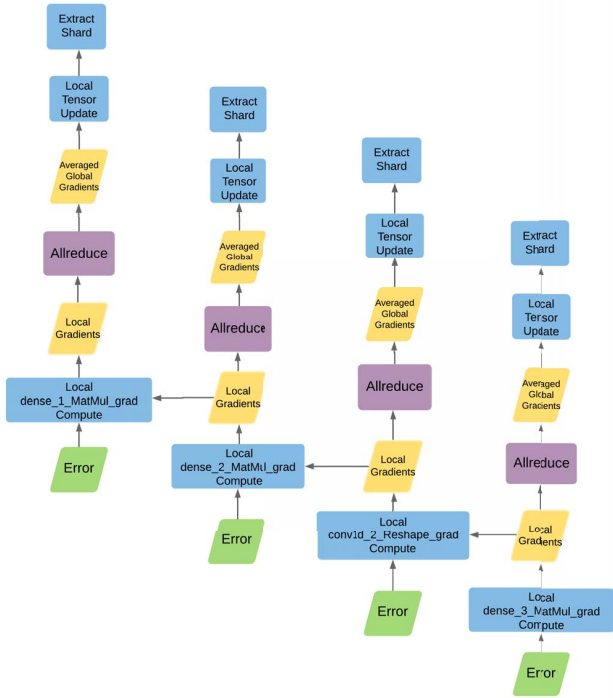 Extract
Shard
Local
Tensor
Update
Averaged
Global
Gradients
Allreduce
Local
Gradients
Local
dense_1_MatMul_grad
Compute
Error
Extract
Shard
Local
Tensor
Update
Averaged
Global
Gradients
Allreduce
Local
Gradients
Local
dense_2_MatMul_grad
Compute
Error
Extract
Shard
Local
Tensor
Update
Averaged
Global
Gradients
Allreduce
Local
Gradients
Local
conv1d_2_Reshape_grad
Compute
Error
Extract
Shard
Local
Tensor
Update
Averaged
Global
Gradients
Allreduce
Local
Gradients
Local
dense_3_MatMul_grad
Compute
Error